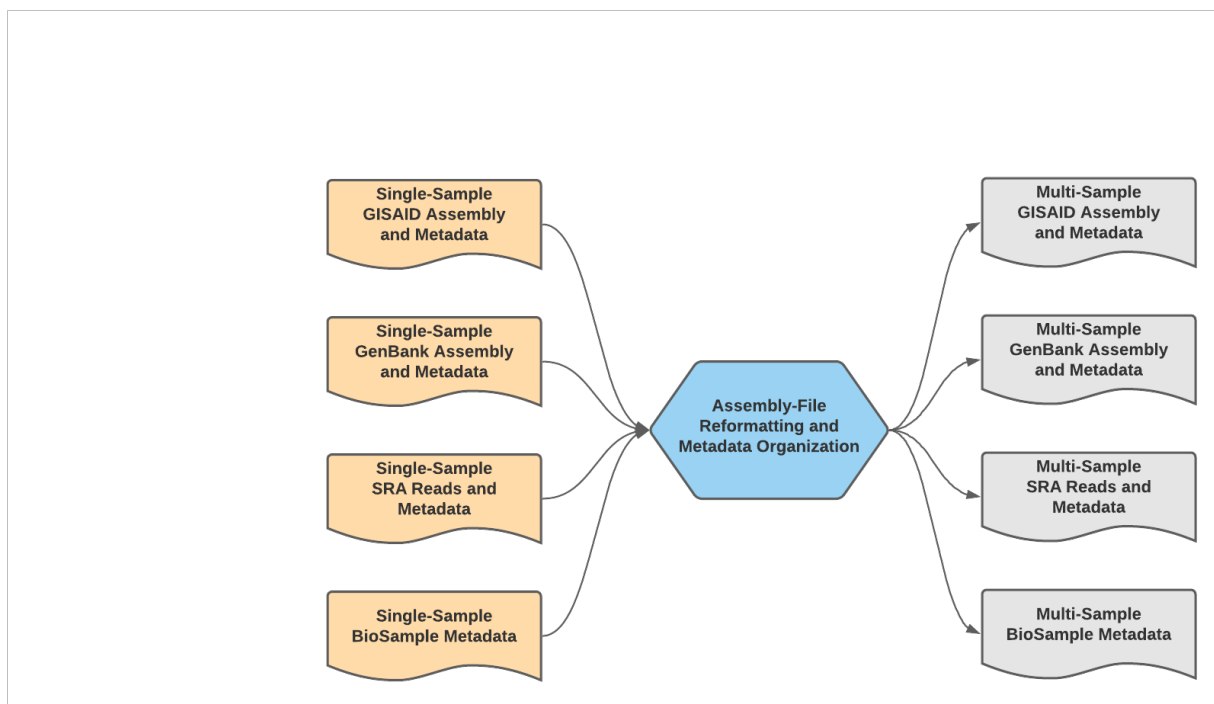 Single-Sample
GISAID Assembly
and Metadata
Single-Sample
GenBank Assembly
and Metadata
Single-Sample
SRA Reads and
Metadata
Single-Sample
BioSample Metadata
Assembly-File
Reformatting and
Metadata Organization
Multi-Sample
GISAID Assembly
and Metadata
Multi-Sample
GenBank Assembly
and Metadata
Multi-Sample
SRA Reads and
Metadata
Multi-Sample
BioSample Metadata